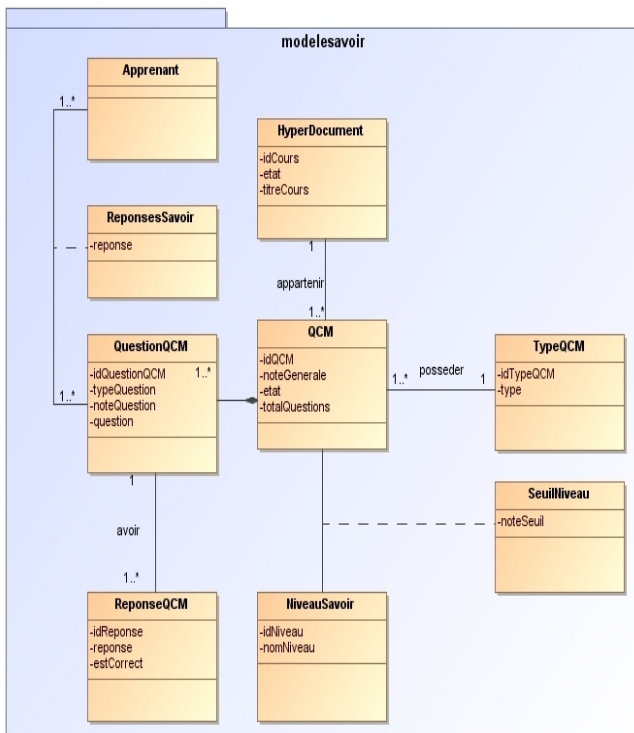 modelesavoir
Apprenant
1..*
HyperDocument
-idCours
-etat
-titreCours
ReponsesSavoir
-reponse
1
appartenir
1..*
QuestionQCM
-idQuestionQCM
-typeQuestion
-noteQuestion
-question
1..*
1..*
QCM
-idQCM
-noteGenerale
-etat
-totalQuestions
1..*
posseder
1
TypeQCM
-idTypeQCM
-type
SeuilNiveau
-noteSeuil
1
avoir
1..*
ReponseQCM
-idReponse
-reponse
-estCorrect
NiveauSavoir
-idNiveau
-nomNiveau